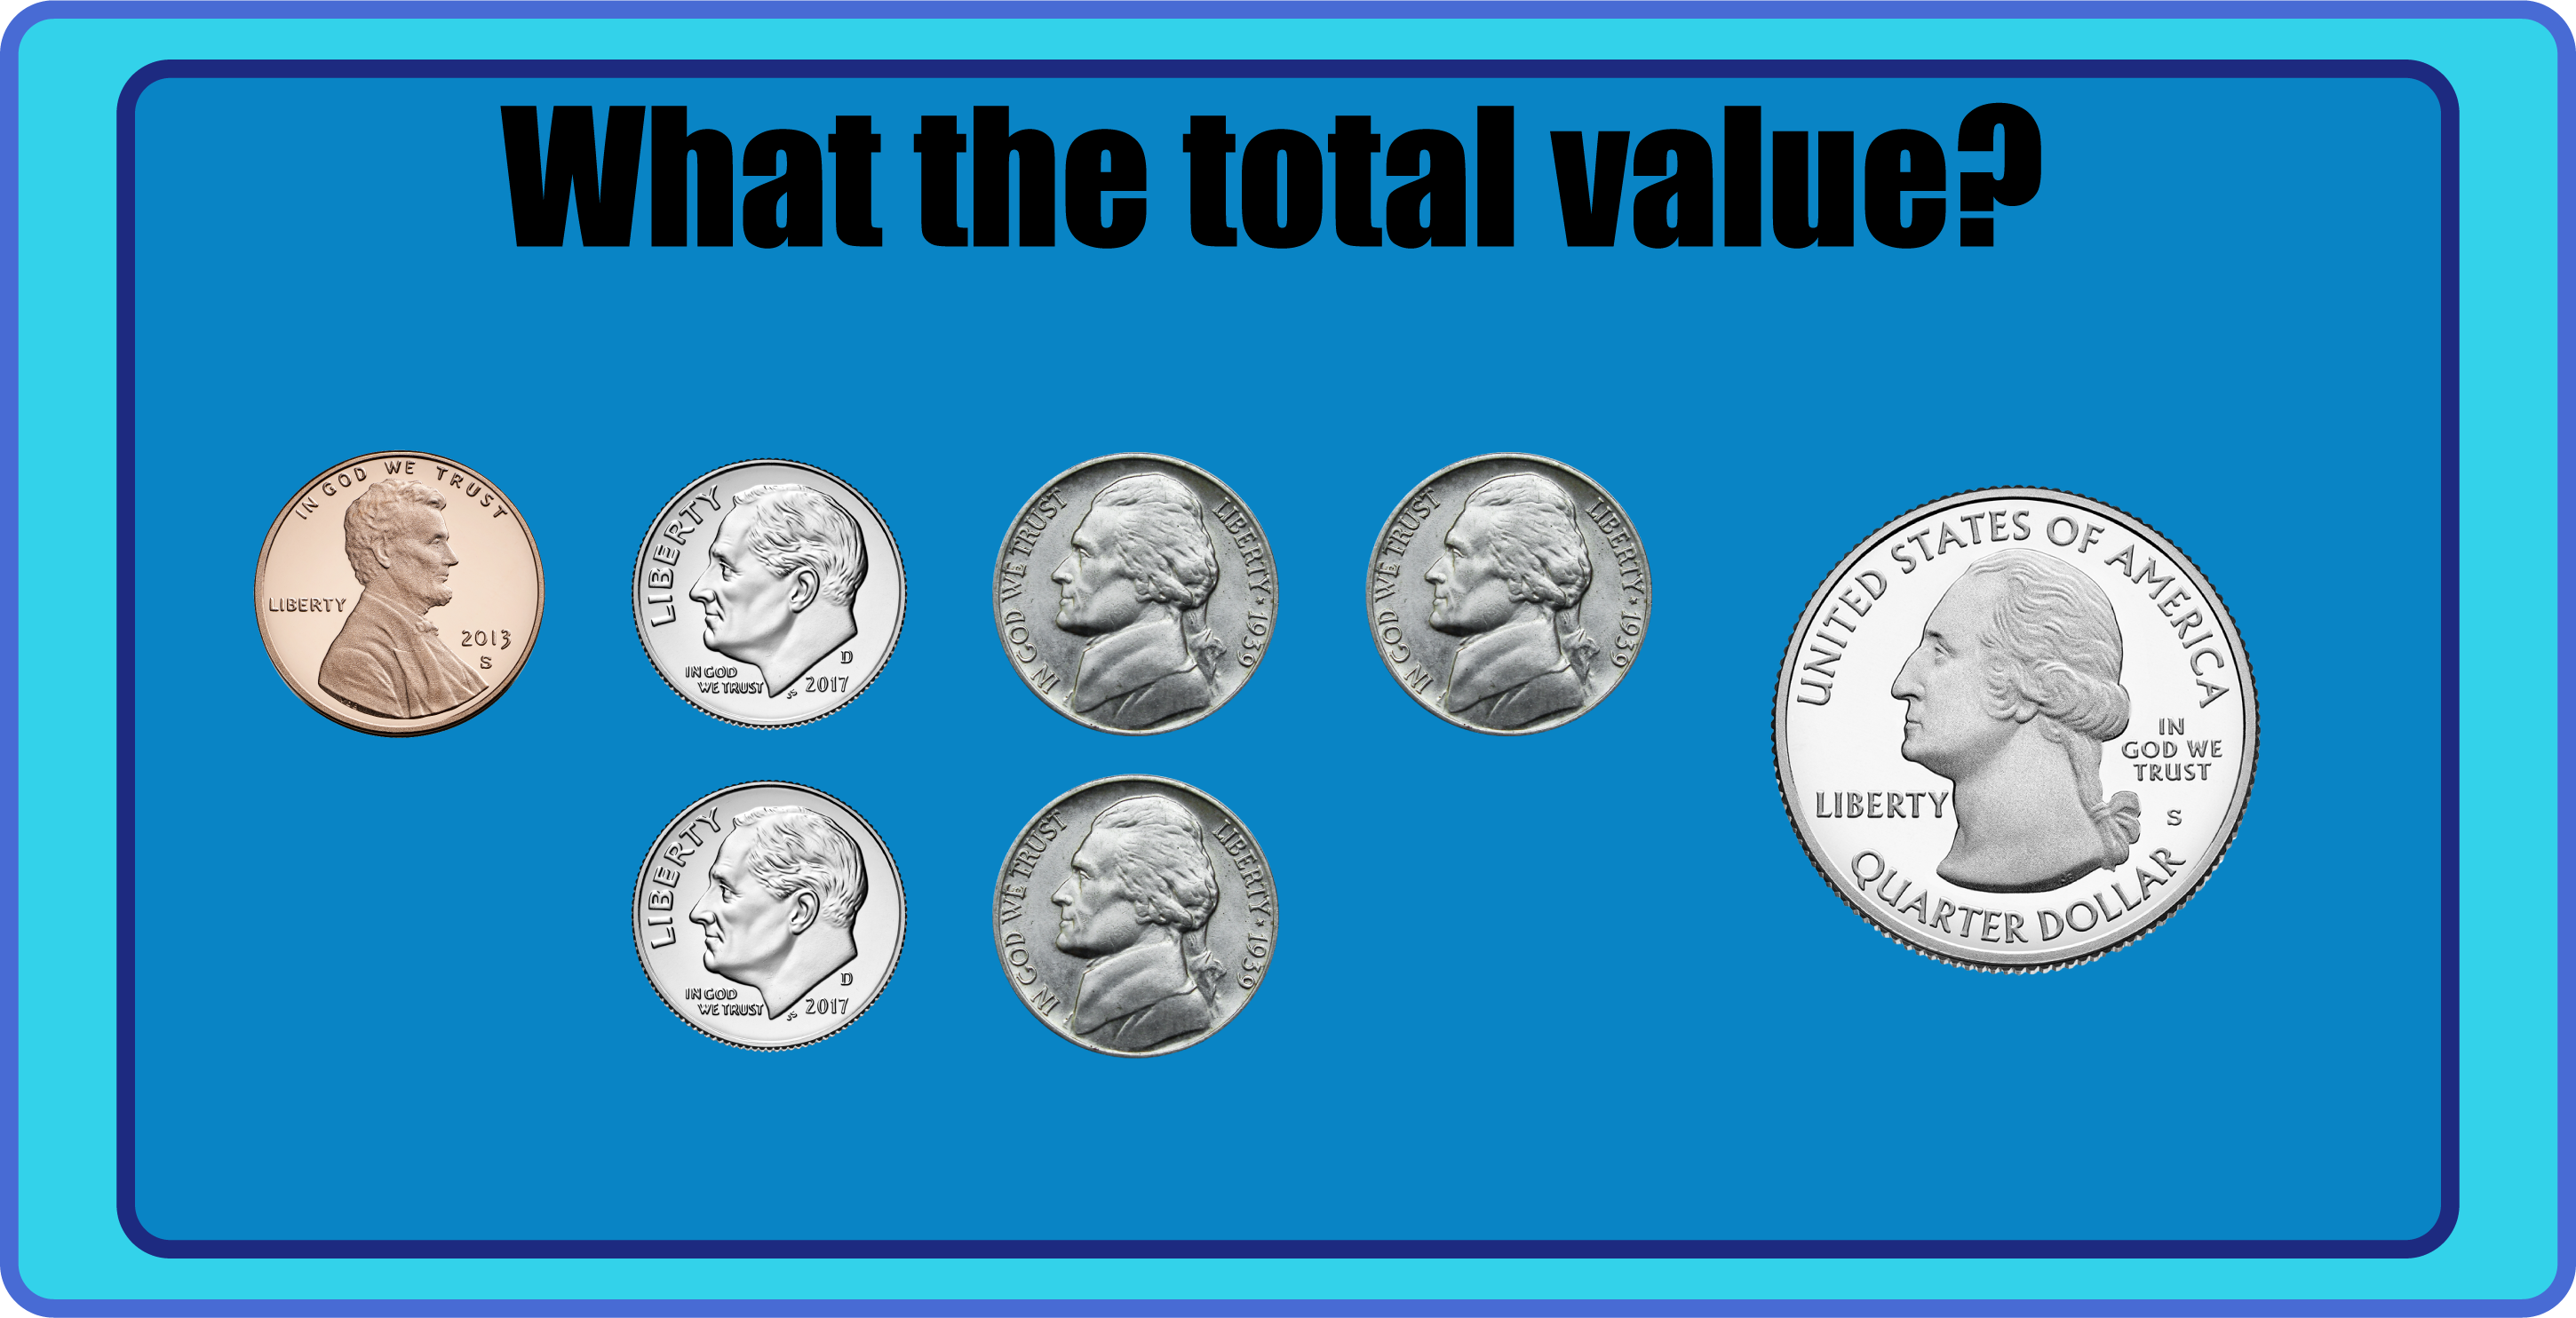 What the total value?
IN GOD WE TRUST
LIBERTY
2013
S
LIBERTY
IN GOD
WE TRUST
JS
2017
D
IN GOD WE TRUST
LIBERTY ★ 1939
IN GOD WE TRUST
LIBERTY ★ 1939
UNITED STATES OF AMERICA
IN
GOD WE
TRUST
LIBERTY
S
QUARTER DOLLAR
LIBERTY
IN GOD
WE TRUST
JS
2017
D
IN GOD WE TRUST
LIBERTY ★ 1939